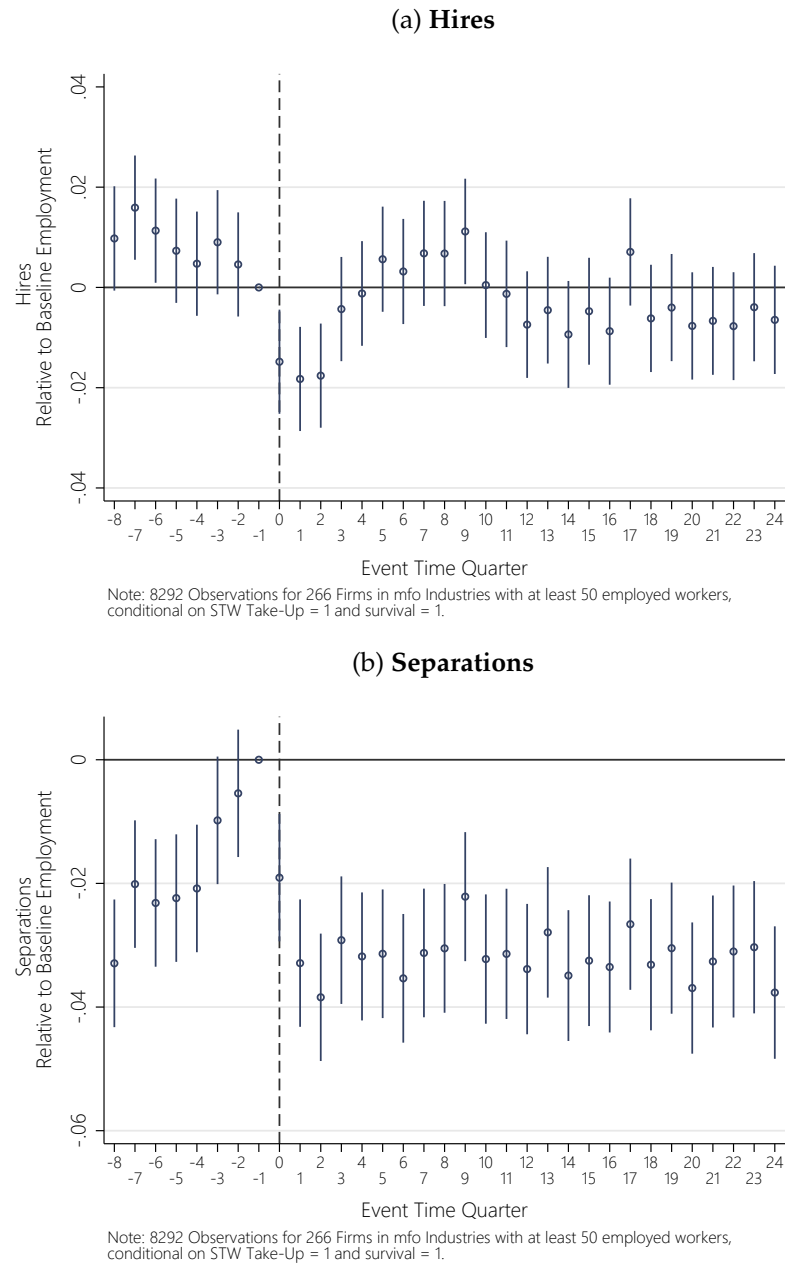 (a) Hires
Hires
Relative to Baseline Employment
.04
.02
0
-.02
-.04
-8 -6 -4 -2 0 2 4 6 8 10 12 14 16 18 20 22 24
-7 -5 -3 -1 1 3 5 7 9 11 13 15 17 19 21 23
Event Time Quarter
Note: 8292 Observations for 266 Firms in mfo Industries with at least 50 employed workers,
conditional on STW Take-Up = 1 and survival = 1.
(b) Separations
Separations
Relative to Baseline Employment
0
-.02
-.04
-.06
-8 -6 -4 -2 0 2 4 6 8 10 12 14 16 18 20 22 24
-7 -5 -3 -1 1 3 5 7 9 11 13 15 17 19 21 23
Event Time Quarter
Note: 8292 Observations for 266 Firms in mfo Industries with at least 50 employed workers,
conditional on STW Take-Up = 1 and survival = 1.